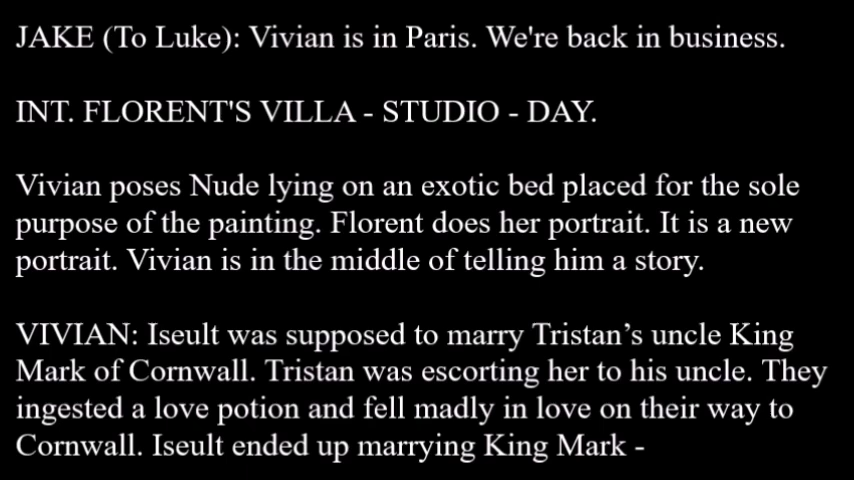 JAKE (To Luke): Vivian is in Paris. We're back in business.
INT. FLORENT'S VILLA - STUDIO - DAY.
Vivian poses Nude lying on an exotic bed placed for the sole
purpose of the painting. Florent does her portrait. It is a new
portrait. Vivian is in the middle of telling him a story.
VIVIAN: Iseult was supposed to marry Tristan’s uncle King
Mark of Cornwall. Tristan was escorting her to his uncle. They
ingested a love potion and fell madly in love on their way to
Cornwall. Iseult ended up marrying King Mark -